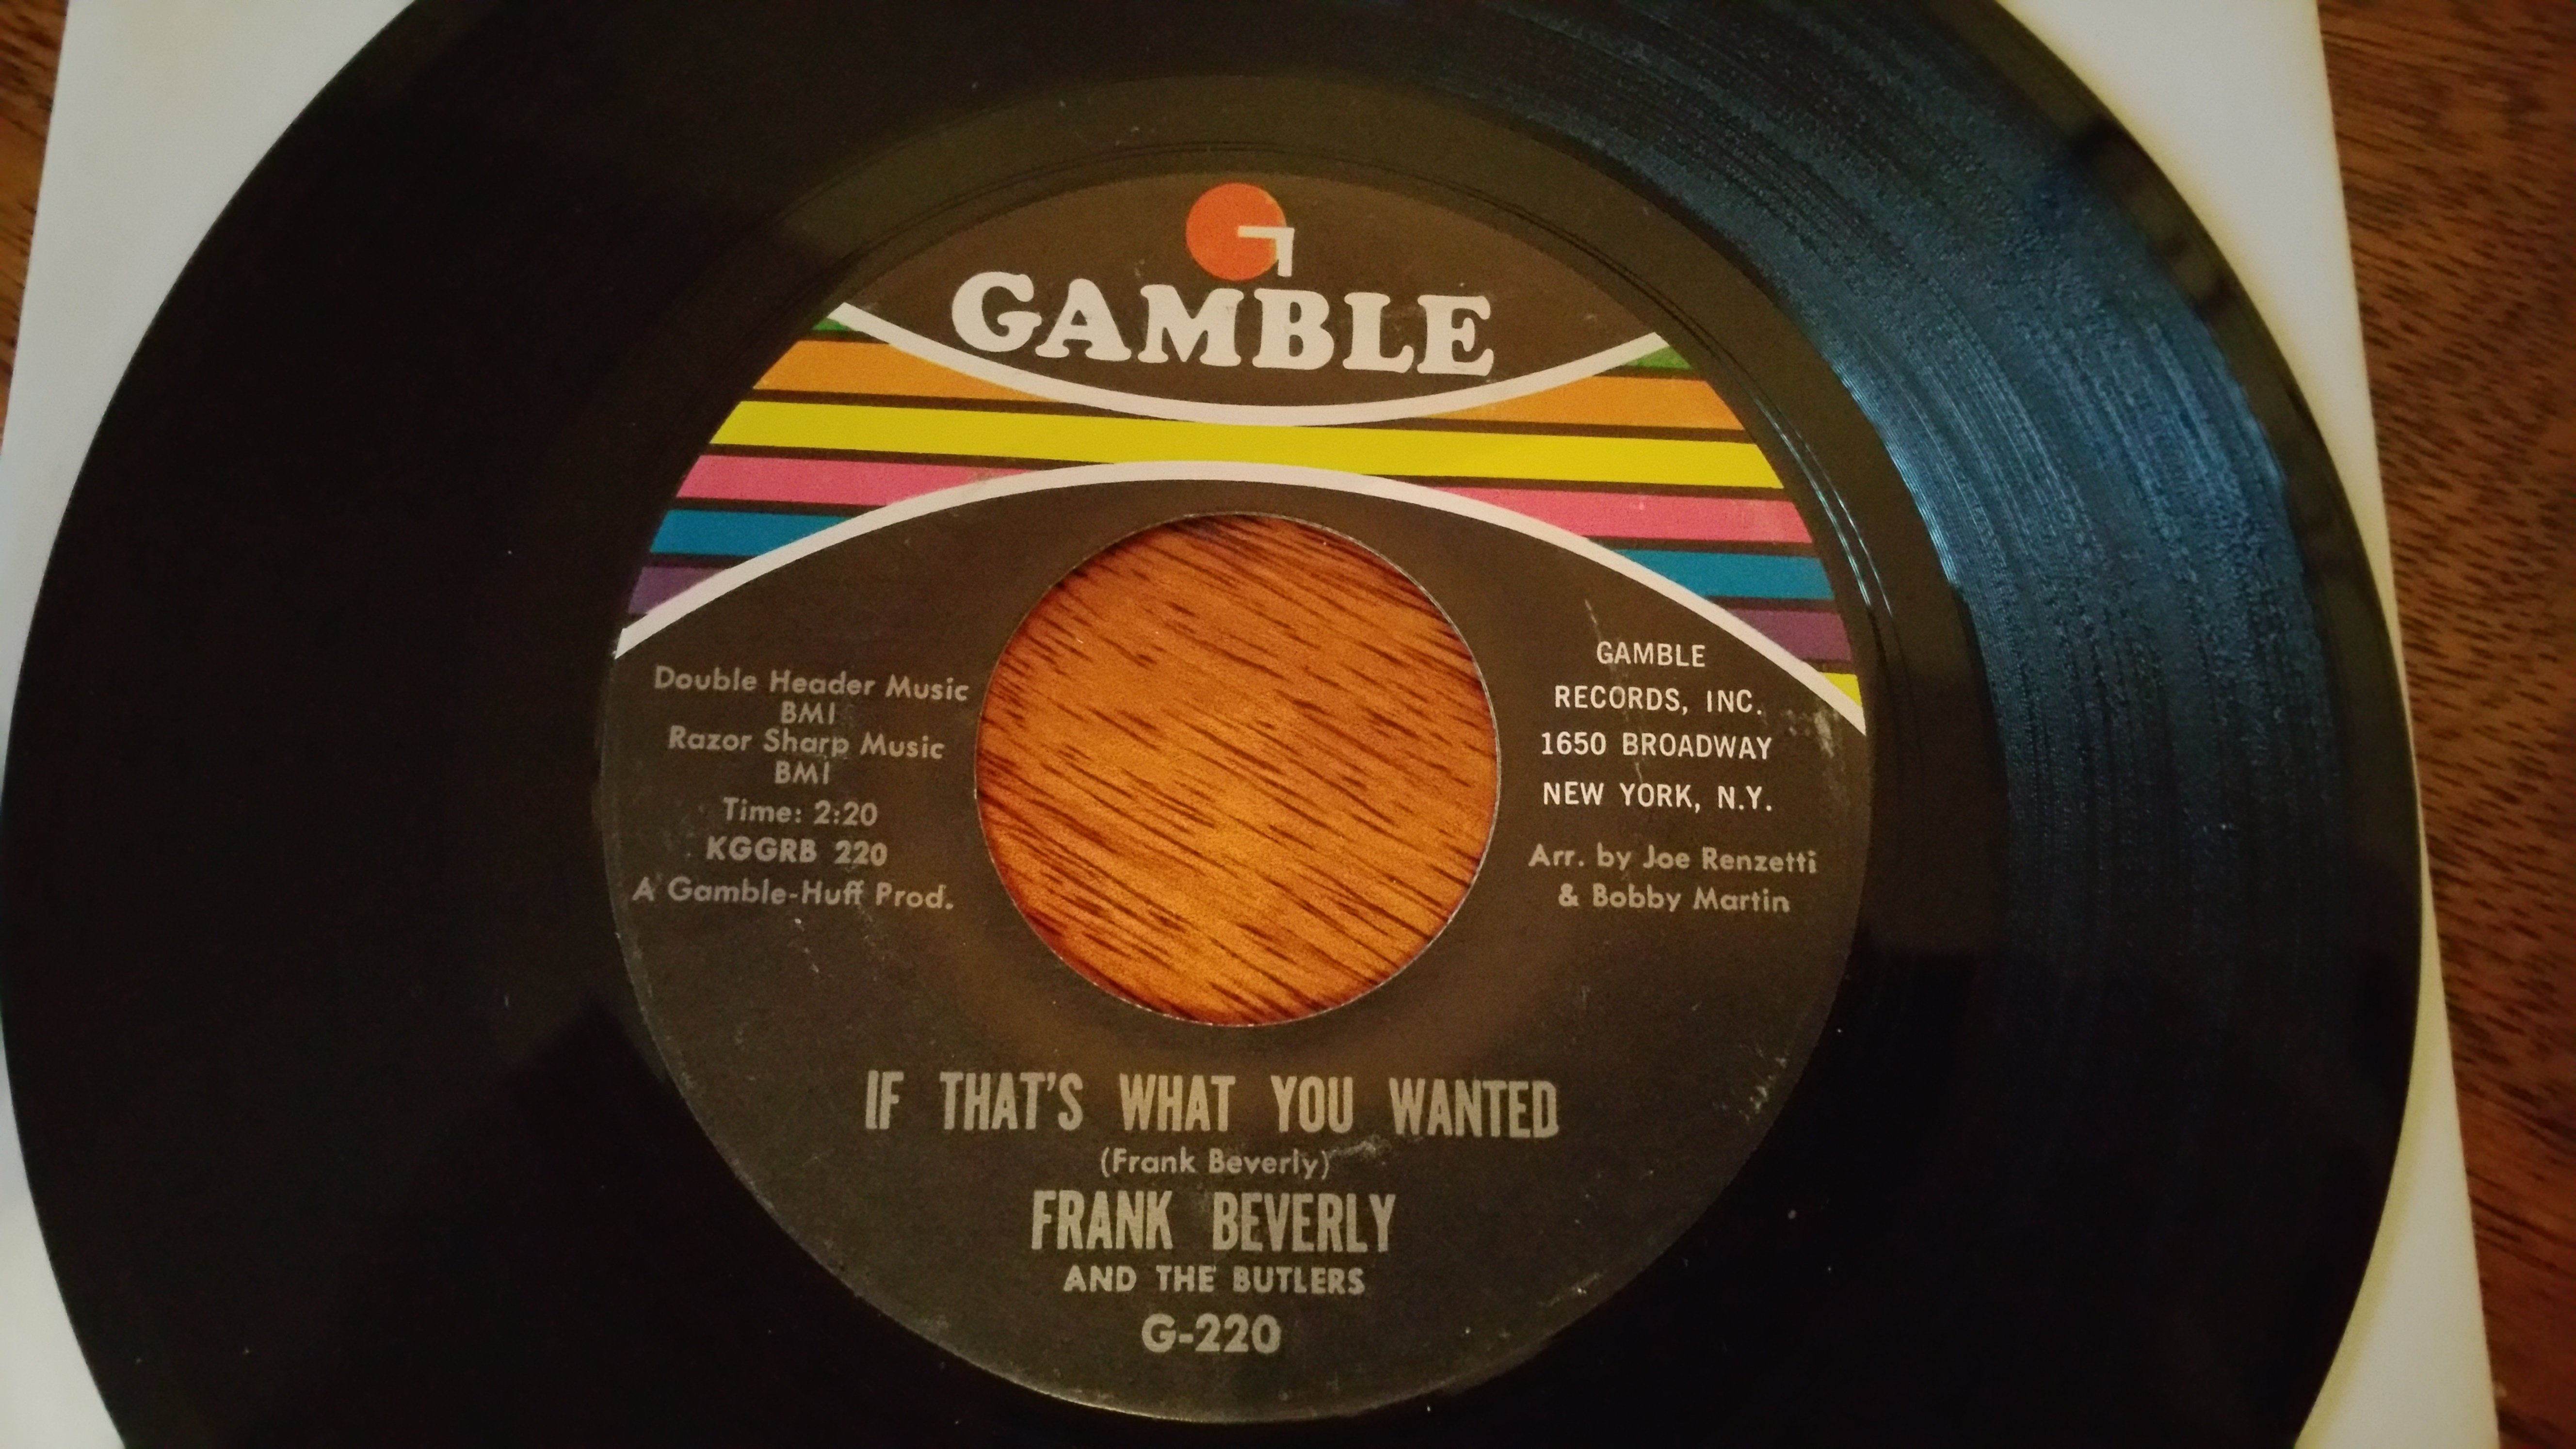 G
GAMBLE
Double Header Music
BMI
Razor Sharp Music
BMI
Time: 2:20
KGGRB 220
A Gamble-Huff Prod.
GAMBLE
RECORDS, INC.
1650 BROADWAY
NEW YORK, N.Y.
Arr. by Joe Renzetti
& Bobby Martin
IF THAT'S WHAT YOU WANTED
(Frank Beverly)
FRANK BEVERLY
AND THE BUTLERS
G-220